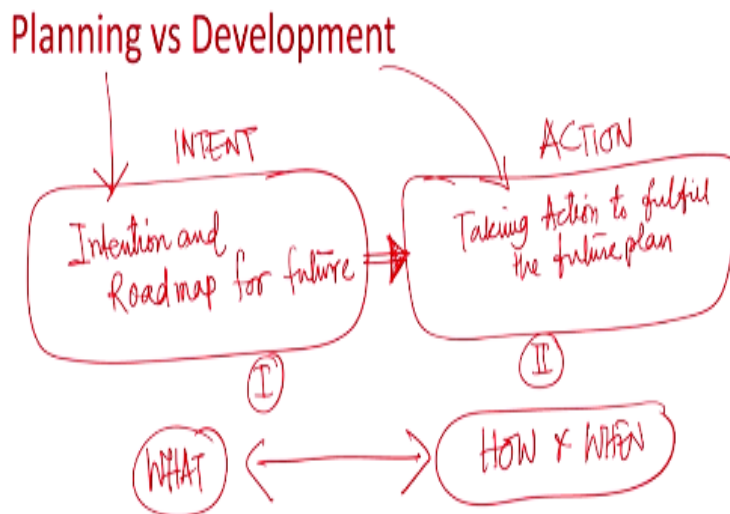 Planning vs Development
INTENT
ACTION
Intention and
Roadmap for future
Taking Action to fulfill
the future plan
I
II
WHAT
HOW & WHEN